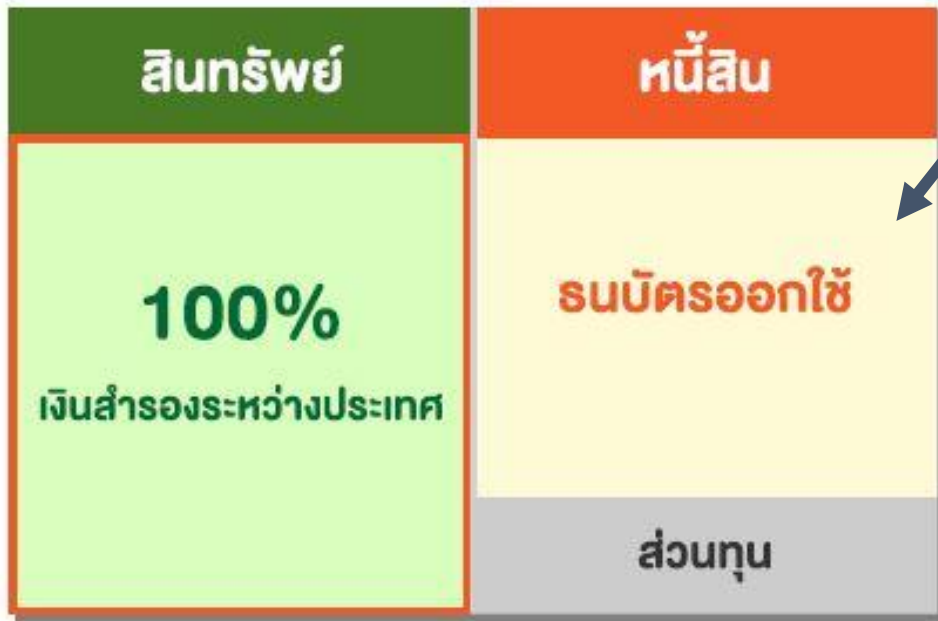 สินทรัพย์
หนี้สิน
100%
เงินสำรองระหว่างประเทศ
ธนบัตรออกใช้
ส่วนทุน